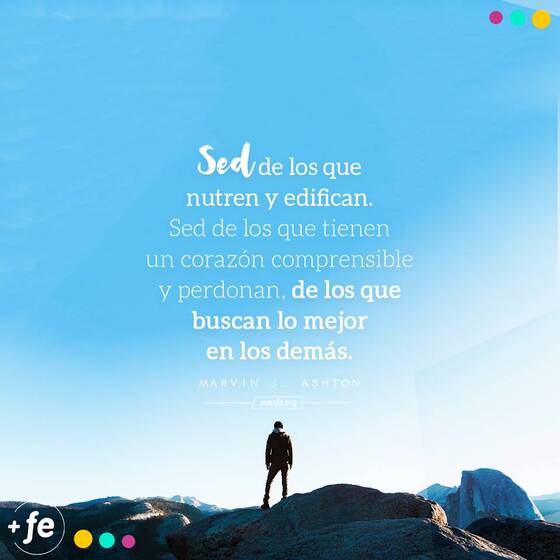 Sed de los que
nutren y edifican.
Sed de los que tienen
un corazón comprensible
y perdonan, de los que
buscan lo mejor
en los demás.
MARVIN J. ASHTON
masfe.org
+fe